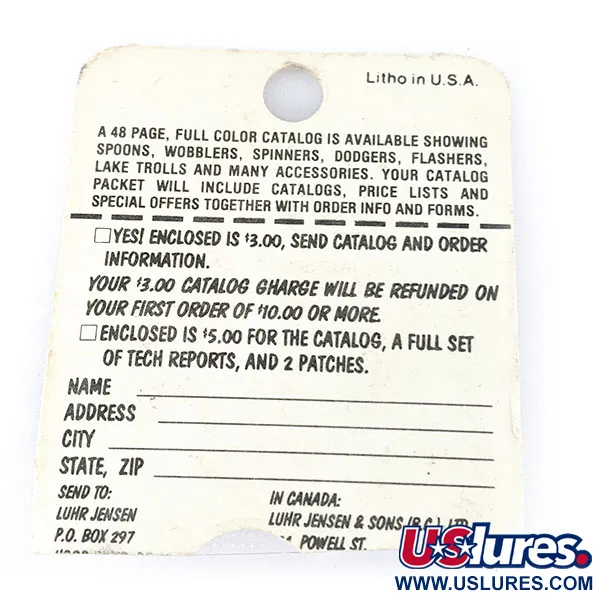 Litho in U.S.A.
A 48 PAGE, FULL COLOR CATALOG IS AVAILABLE SHOWING
SPOONS, WOBBLERS, SPINNERS, DODGERS, FLASHERS,
LAKE TROLLS AND MANY ACCESSORIES. YOUR CATALOG
PACKET WILL INCLUDE CATALOGS, PRICE LISTS AND
SPECIAL OFFERS TOGETHER WITH ORDER INFO AND FORMS.
YES! ENCLOSED IS $3.00, SEND CATALOG AND ORDER
INFORMATION.
YOUR $3.00 CATALOG GHARGE WILL BE REFUNDED ON
YOUR FIRST ORDER OF $10.00 OR MORE.
ENCLOSED IS $5.00 FOR THE CATALOG, A FULL SET
OF TECH REPORTS, AND 2 PATCHES.
NAME
ADDRESS
CITY
STATE, ZIP
SEND TO:
LUHR JENSEN
P.O. BOX 297
IN CANADA:
LUHR JENSEN & SONS (B.C.) LTD
POWELL ST.
USlures.
WWW.USLURES.COM